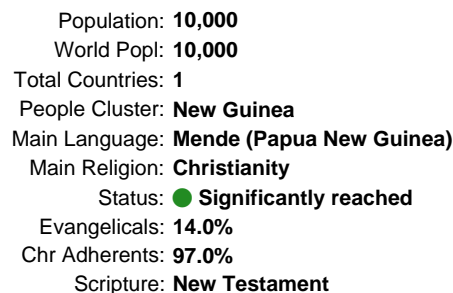 Population: 10,000
World Popl: 10,000
Total Countries: 1
People Cluster: New Guinea
Main Language: Mende (Papua New Guinea)
Main Religion: Christianity
Status: Significantly reached
Evangelicals: 14.0%
Chr Adherents: 97.0%
Scripture: New Testament